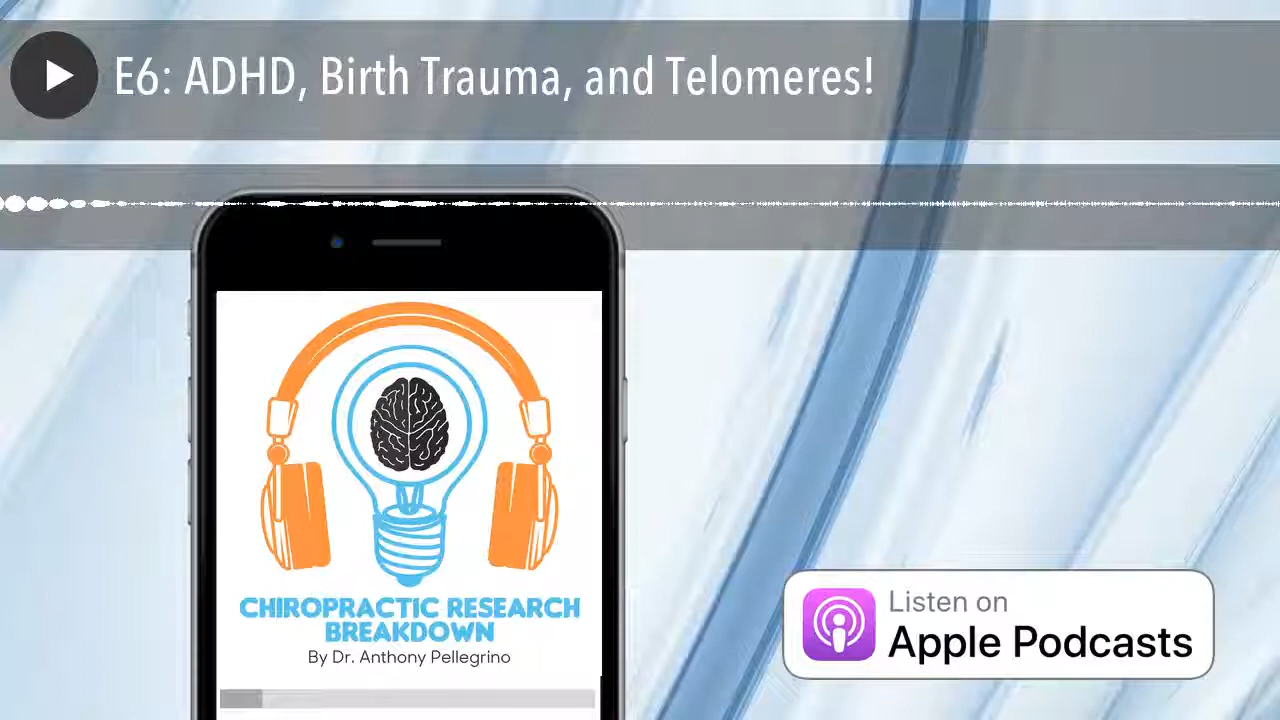 E6: ADHD, Birth Trauma, and Telomeres!
CHIROPRACTIC RESEARCH
BREAKDOWN
By Dr. Anthony Pellegrino
Listen on
Apple Podcasts